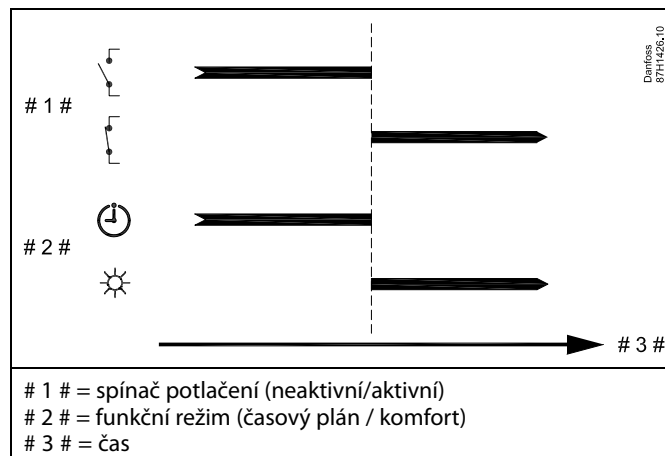 Danfoss
87H1426.10
# 1 #
# 2 #
# 3 #
# 1 # = spínač potlačení (neaktivní/aktivní)
# 2 # = funkční režim (časový plán / komfort)
# 3 # = čas